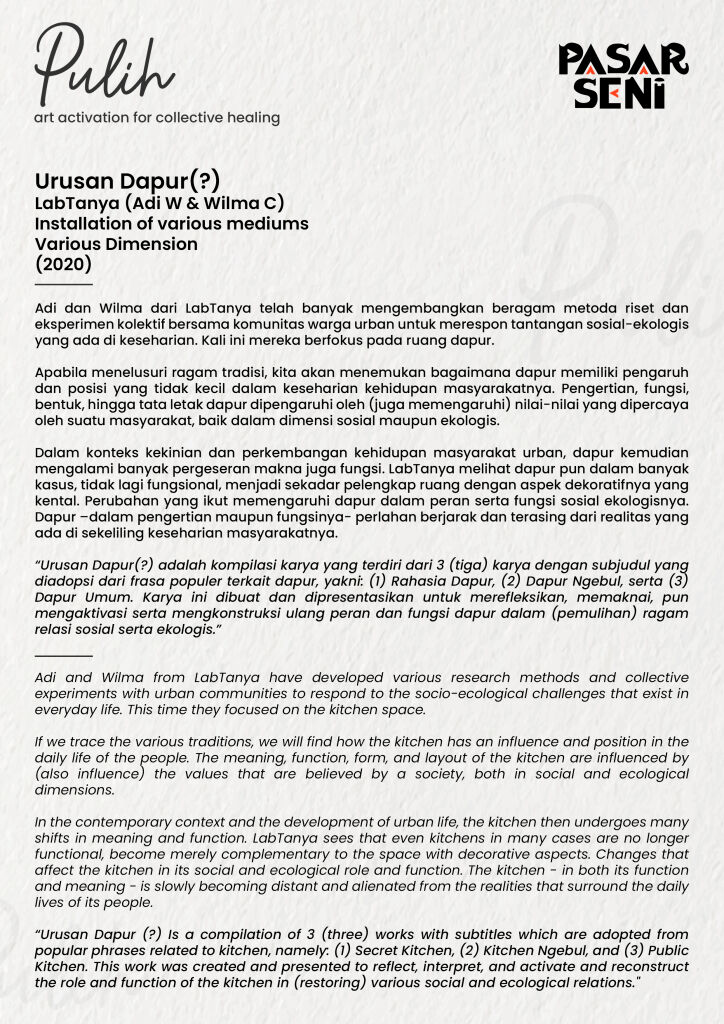 Pulih
art activation for collective healing
PASAR
SENI
Urusan Dapur(?)
LabTanya (Adi W & Wilma C)
Installation of various mediums
Various Dimension
(2020)
Adi dan Wilma dari LabTanya telah banyak mengembangkan beragam metoda riset dan
eksperimen kolektif bersama komunitas warga urban untuk merespon tantangan sosial-ekologis
yang ada di keseharian. Kali ini mereka berfokus pada ruang dapur.
Apabila menelusuri ragam tradisi, kita akan menemukan bagaimana dapur memiliki pengaruh
dan posisi yang tidak kecil dalam keseharian kehidupan masyarakatnya. Pengertian, fungsi,
bentuk, hingga tata letak dapur dipengaruhi oleh (juga memengaruhi) nilai-nilai yang dipercaya
oleh suatu masyarakat, baik dalam dimensi sosial maupun ekologis.
Dalam konteks kekinian dan perkembangan kehidupan masyarakat urban, dapur kemudian
mengalami banyak pergeseran makna juga fungsi. LabTanya melihat dapur pun dalam banyak
kasus, tidak lagi fungsional, menjadi sekadar pelengkap ruang dengan aspek dekoratifnya yang
kental. Perubahan yang ikut memengaruhi dapur dalam peran serta fungsi sosial ekologisnya.
Dapur –dalam pengertian maupun fungsinya- perlahan berjarak dan terasing dari realitas yang
ada di sekeliling keseharian masyarakatnya.
“Urusan Dapur(?) adalah kompilasi karya yang terdiri dari 3 (tiga) karya dengan subjudul yang
diadopsi dari frasa populer terkait dapur, yakni: (1) Rahasia Dapur, (2) Dapur Ngebul, serta (3)
Dapur Umum. Karya ini dibuat dan dipresentasikan untuk merefleksikan, memaknai, pun
mengaktivasi serta mengkonstruksi ulang peran dan fungsi dapur dalam (pemulihan) ragam
relasi sosial serta ekologis.”
Adi and Wilma from LabTanya have developed various research methods and collective
experiments with urban communities to respond to the socio-ecological challenges that exist in
everyday life. This time they focused on the kitchen space.
If we trace the various traditions, we will find how the kitchen has an influence and position in the
daily life of the people. The meaning, function, form, and layout of the kitchen are influenced by
(also influence) the values that are believed by a society, both in social and ecological
dimensions.
In the contemporary context and the development of urban life, the kitchen then undergoes many
shifts in meaning and function. LabTanya sees that even kitchens in many cases are no longer
functional, become merely complementary to the space with decorative aspects. Changes that
affect the kitchen in its social and ecological role and function. The kitchen - in both its function
and meaning - is slowly becoming distant and alienated from the realities that surround the daily
lives of its people.
“Urusan Dapur (?) Is a compilation of 3 (three) works with subtitles which are adopted from
popular phrases related to kitchen, namely: (1) Secret Kitchen, (2) Kitchen Ngebul, and (3) Public
Kitchen. This work was created and presented to reflect, interpret, and activate and reconstruct
the role and function of the kitchen in (restoring) various social and ecological relations."